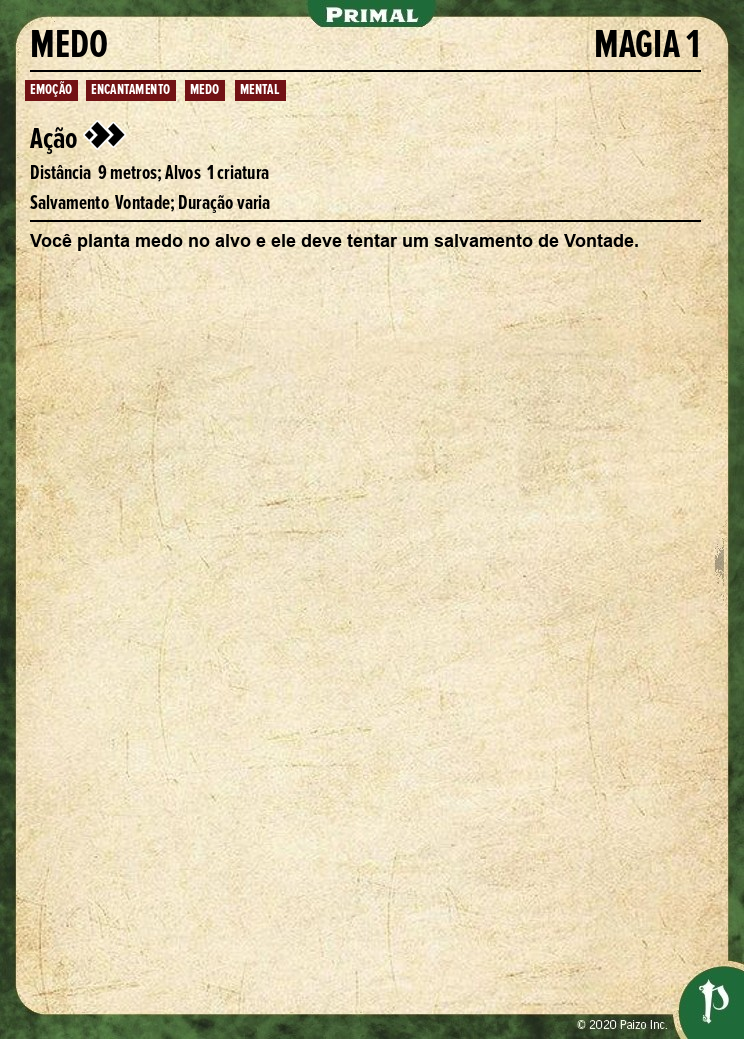 PRIMAL
MEDO MAGIA 1
EMOÇÃO ENCANTAMENTO MEDO MENTAL
Ação
Distância 9 metros; Alvos 1 criatura
Salvamento Vontade; Duração varia
Você planta medo no alvo e ele deve tentar um salvamento de Vontade.
© 2020 Paizo Inc.